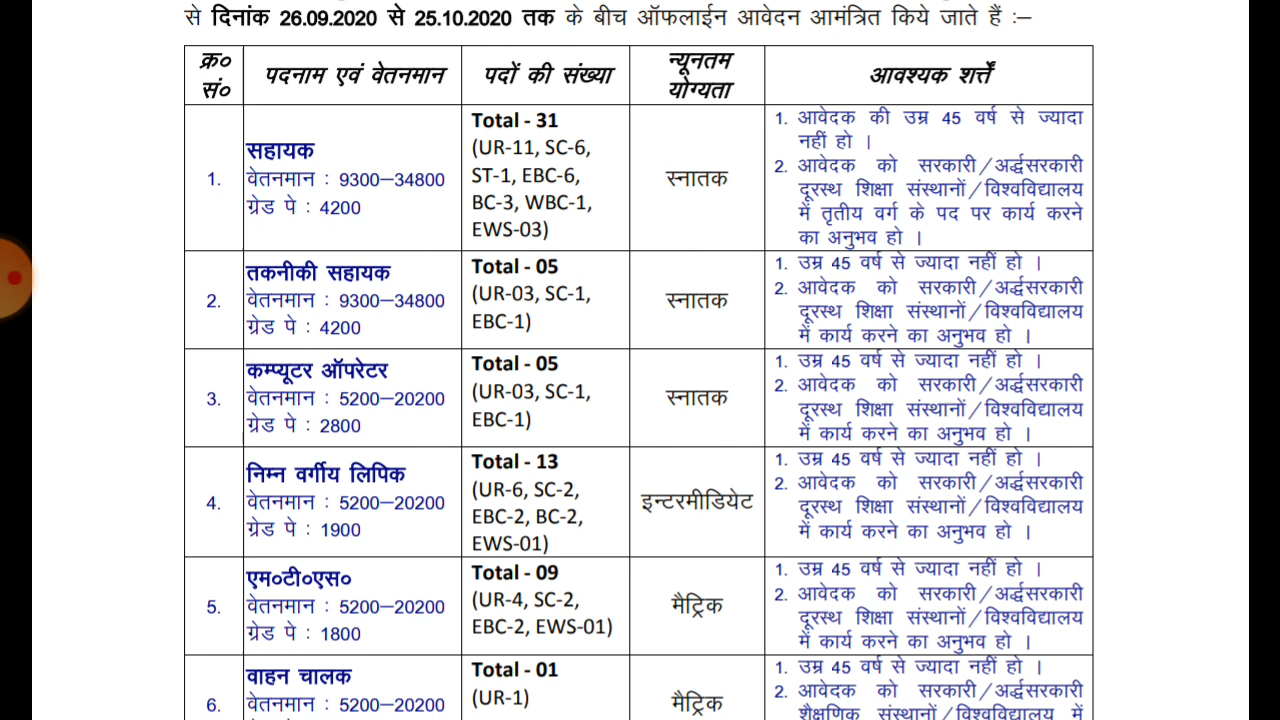 से दिनांक 26.09.2020 से 25.10.2020 तक के बीच ऑफलाईन आवेदन आमंत्रित किये जाते हैं :–
क्र०
सं०
पदनाम एवं वेतनमान
पदों की संख्या
न्यूनतम
योग्यता
आवश्यक शर्त्तें
1.
सहायक
वेतनमान : 9300–34800
ग्रेड पे : 4200
Total - 31
(UR-11, SC-6,
ST-1, EBC-6,
BC-3, WBC-1,
EWS-03)
स्नातक
1. आवेदक की उम्र 45 वर्ष से ज्यादा
नहीं हो ।
2. आवेदक को सरकारी/अर्द्धसरकारी
दूरस्थ शिक्षा संस्थानों/विश्वविद्यालय
में तृतीय वर्ग के पद पर कार्य करने
का अनुभव हो ।
2.
तकनीकी सहायक
वेतनमान : 9300–34800
ग्रेड पे : 4200
Total - 05
(UR-03, SC-1,
EBC-1)
स्नातक
1. उम्र 45 वर्ष से ज्यादा नहीं हो ।
2. आवेदक को सरकारी/अर्द्धसरकारी
दूरस्थ शिक्षा संस्थानों/विश्वविद्यालय
में कार्य करने का अनुभव हो ।
3.
कम्प्यूटर ऑपरेटर
वेतनमान : 5200–20200
ग्रेड पे : 2800
Total - 05
(UR-03, SC-1,
EBC-1)
स्नातक
1. उम्र 45 वर्ष से ज्यादा नहीं हो ।
2. आवेदक को सरकारी/अर्द्धसरकारी
दूरस्थ शिक्षा संस्थानों/विश्वविद्यालय
में कार्य करने का अनुभव हो ।
4.
निम्न वर्गीय लिपिक
वेतनमान : 5200–20200
ग्रेड पे : 1900
Total - 13
(UR-6, SC-2,
EBC-2, BC-2,
EWS-01)
इन्टरमीडियेट
1. उम्र 45 वर्ष से ज्यादा नहीं हो ।
2. आवेदक को सरकारी/अर्द्धसरकारी
दूरस्थ शिक्षा संस्थानों/विश्वविद्यालय
में कार्य करने का अनुभव हो ।
5.
एम०टी०एस०
वेतनमान : 5200–20200
ग्रेड पे : 1800
Total - 09
(UR-4, SC-2,
EBC-2, EWS-01)
मैट्रिक
1. उम्र 45 वर्ष से ज्यादा नहीं हो ।
2. आवेदक को सरकारी/अर्द्धसरकारी
दूरस्थ शिक्षा संस्थानों/विश्वविद्यालय
में कार्य करने का अनुभव हो ।
6.
वाहन चालक
वेतनमान : 5200–20200
Total - 01
(UR-1)
मैट्रिक
1. उम्र 45 वर्ष से ज्यादा नहीं हो ।
2. आवेदक को सरकारी/अर्द्धसरकारी
शैक्षणिक संस्थानों/विश्वविद्यालय में